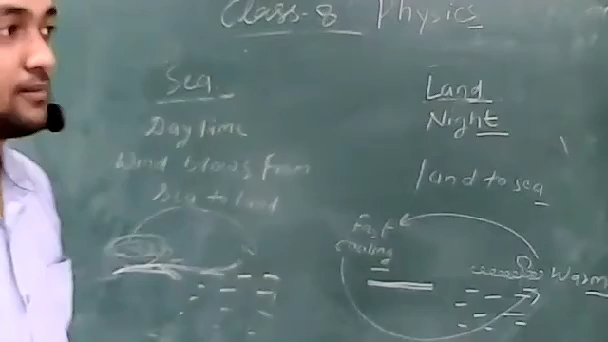 Class-8 Physics
Sea
Day time
Wind blows from
Sea to land
Land
Night
land to sea
Fast
cooling
Warm